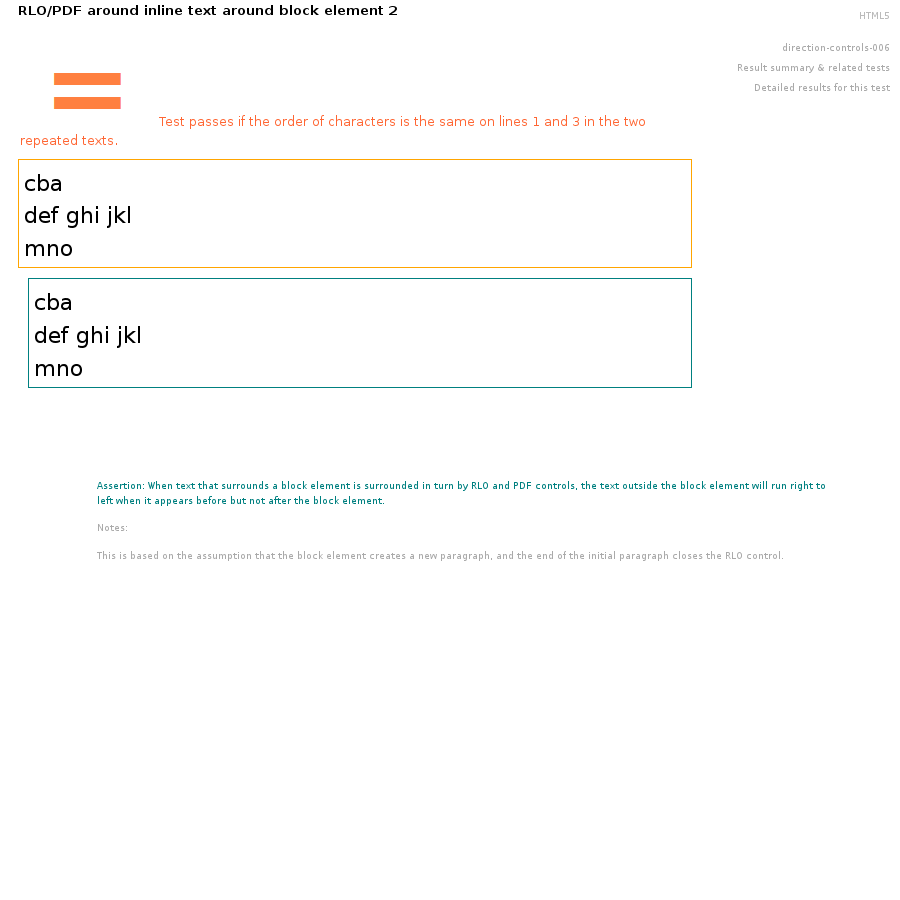 RLO/PDF around inline text around block element 2
HTML5
direction-controls-006
Result summary & related tests
Detailed results for this test
Test passes if the order of characters is the same on lines 1 and 3 in the two
repeated texts.
cba
def ghi jkl
mno
cba
def ghi jkl
mno
Assertion: When text that surrounds a block element is surrounded in turn by RLO and PDF controls, the text outside the block element will run right to
left when it appears before but not after the block element.
Notes:
This is based on the assumption that the block element creates a new paragraph, and the end of the initial paragraph closes the RLO control.